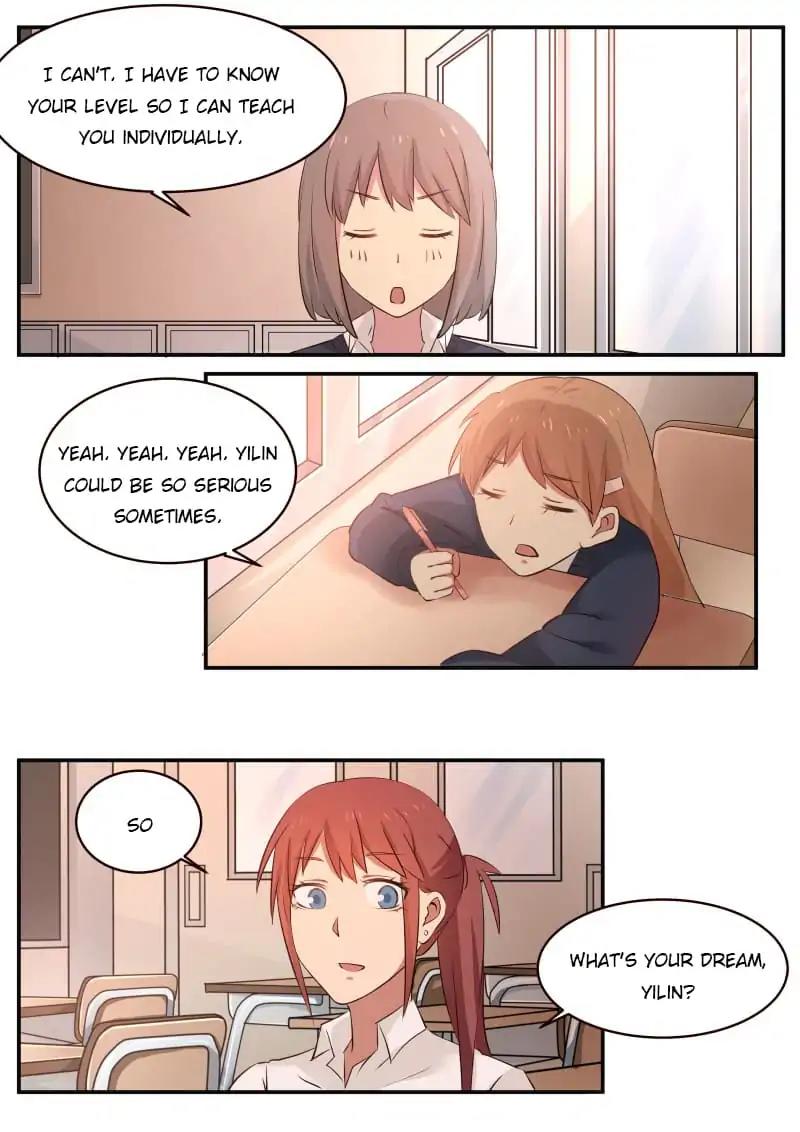 I CAN'T. I HAVE TO KNOW
YOUR LEVEL SO I CAN TEACH
YOU INDIVIDUALLY.
YEAH. YEAH. YEAH. YILIN
COULD BE SO SERIOUS
SOMETIMES.
SO
WHAT'S YOUR DREAM,
YILIN?